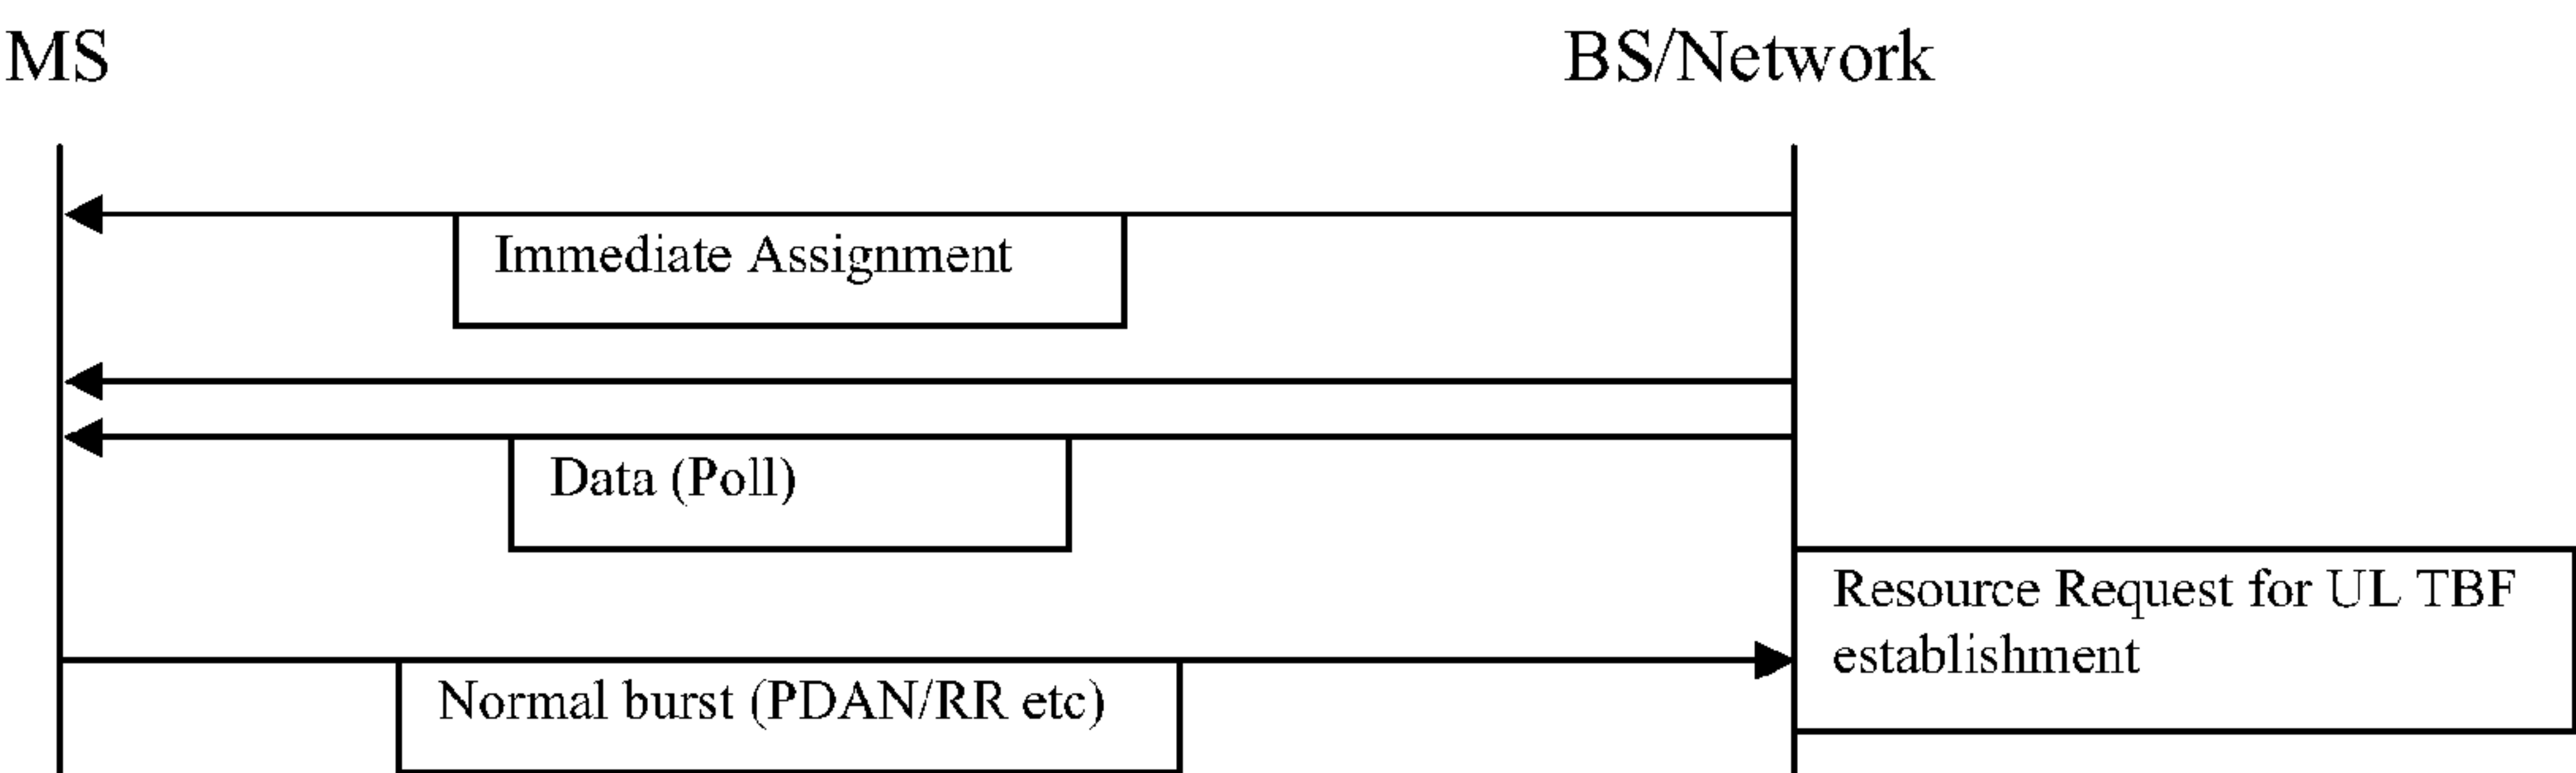 MS
BS/Network
Immediate Assignment
Data (Poll)
Resource Request for UL TBF
establishment
Normal burst (PDAN/RR etc)